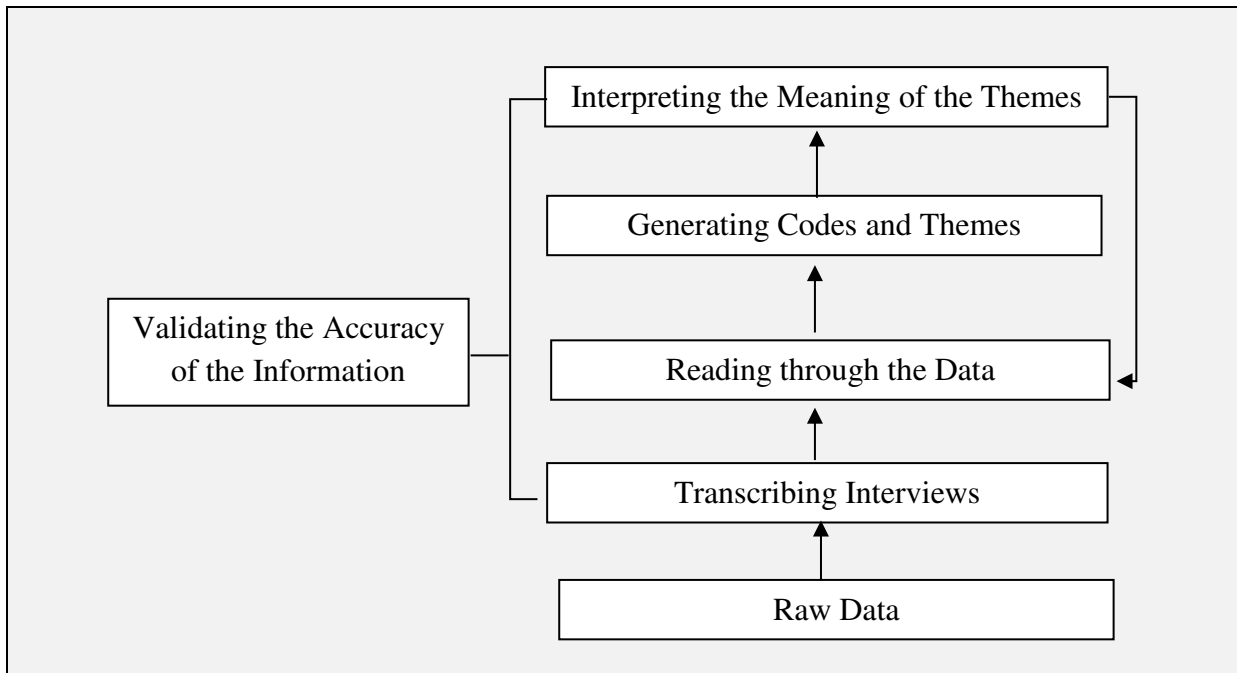 Interpreting the Meaning of the Themes
Generating Codes and Themes
Validating the Accuracy
of the Information
Reading through the Data
Transcribing Interviews
Raw Data